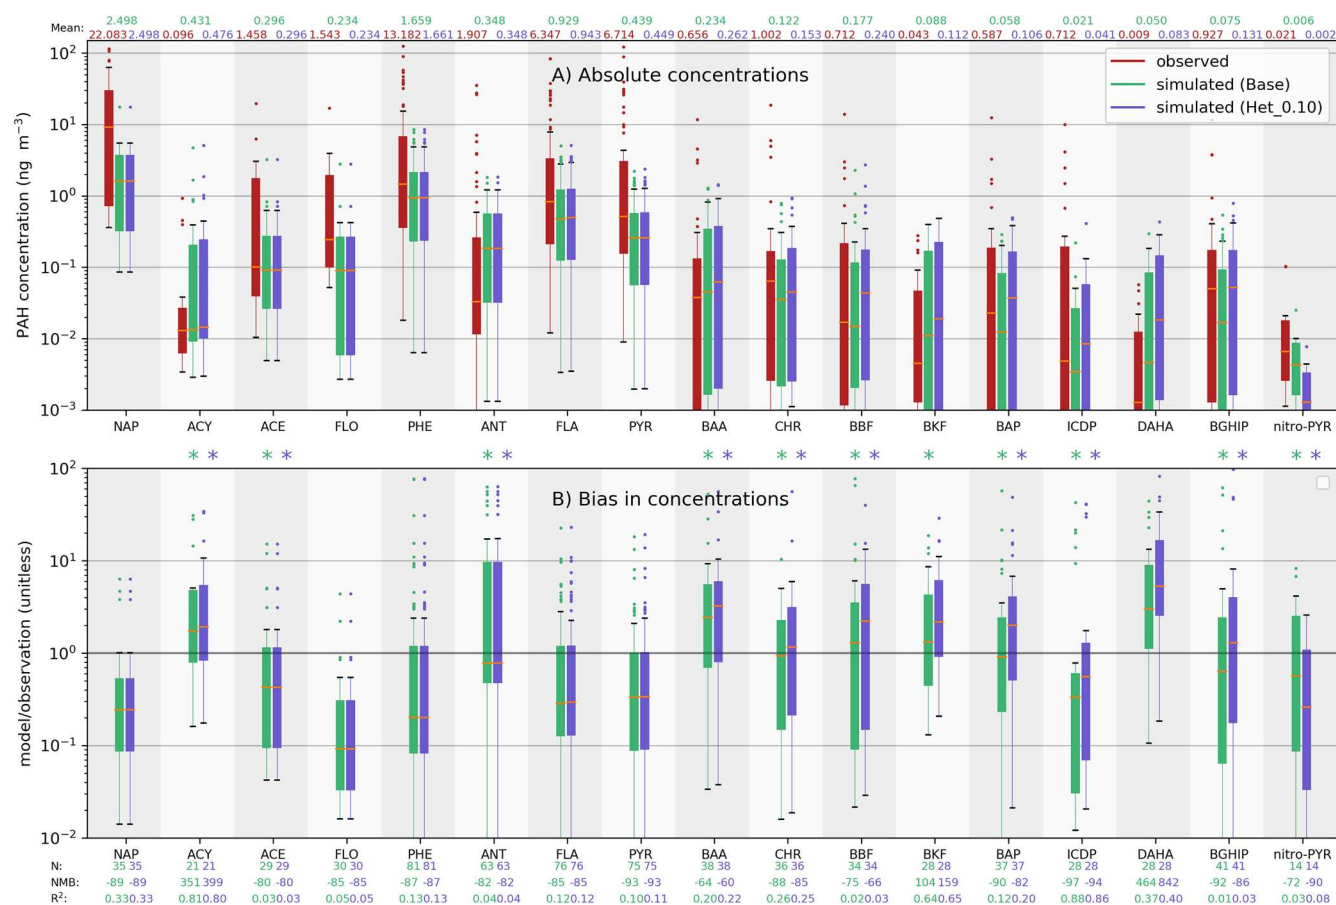 2.498 0.431 0.296 0.234 1.659 0.348 0.929 0.439 0.234 0.122 0.177 0.088 0.058 0.021 0.050 0.075 0.006
Mean: 22.083 2.498 0.096 0.476 1.458 0.296 1.543 0.234 13.182 1.661 1.907 0.348 6.347 0.943 6.714 0.449 0.656 0.262 1.002 0.153 0.712 0.240 0.043 0.112 0.587 0.106 0.712 0.041 0.009 0.083 0.927 0.131 0.021 0.002
PAH concentration (ng m⁻³)
10²
10¹
10⁰
10⁻¹
10⁻²
10⁻³
A) Absolute concentrations
observed
simulated (Base)
simulated (Het_0.10)
NAP ACY ACE FLO PHE ANT FLA PYR BAA CHR BBF BKF BAP ICDP DAHA BGHIP nitro-PYR
* * * * * * * * * * * * * * * * * * * * *
model/observation (unitless)
10²
10¹
10⁰
10⁻¹
10⁻²
B) Bias in concentrations
NAP ACY ACE FLO PHE ANT FLA PYR BAA CHR BBF BKF BAP ICDP DAHA BGHIP nitro-PYR
N: 35 35 21 21 29 29 30 30 81 81 63 63 76 76 75 75 38 38 36 36 34 34 28 28 37 37 28 28 28 28 41 41 14 14
NMB: -89 -89 351 399 -80 -80 -85 -85 -87 -87 -82 -82 -85 -85 -93 -93 -64 -60 -88 -85 -75 -66 104 159 -90 -82 -97 -94 464 842 -92 -86 -72 -90
R²: 0.33 0.33 0.81 0.80 0.03 0.03 0.05 0.05 0.13 0.13 0.04 0.04 0.12 0.12 0.10 0.11 0.20 0.22 0.26 0.25 0.02 0.03 0.64 0.65 0.12 0.20 0.88 0.86 0.37 0.40 0.01 0.03 0.03 0.08